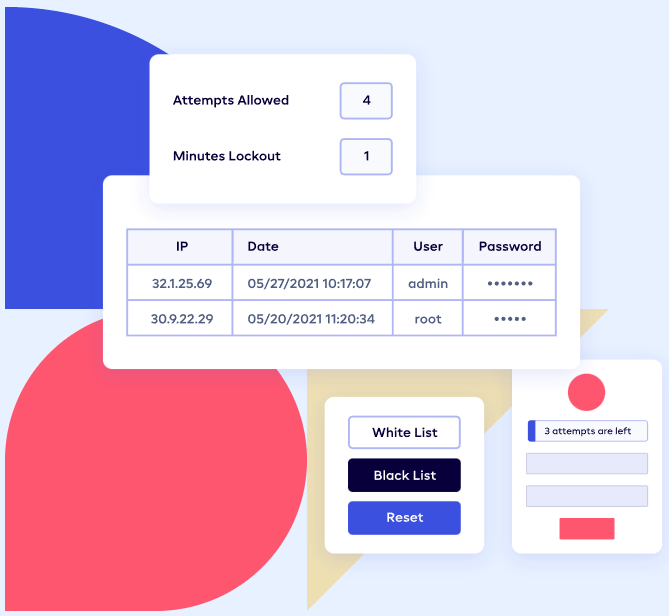 Attempts Allowed 4
Minutes Lockout 1
IP Date User Password
32.1.25.69 05/27/2021 10:17:07 admin •••••••
30.9.22.29 05/20/2021 11:20:34 root •••••
White List
Black List
Reset
3 attempts are left